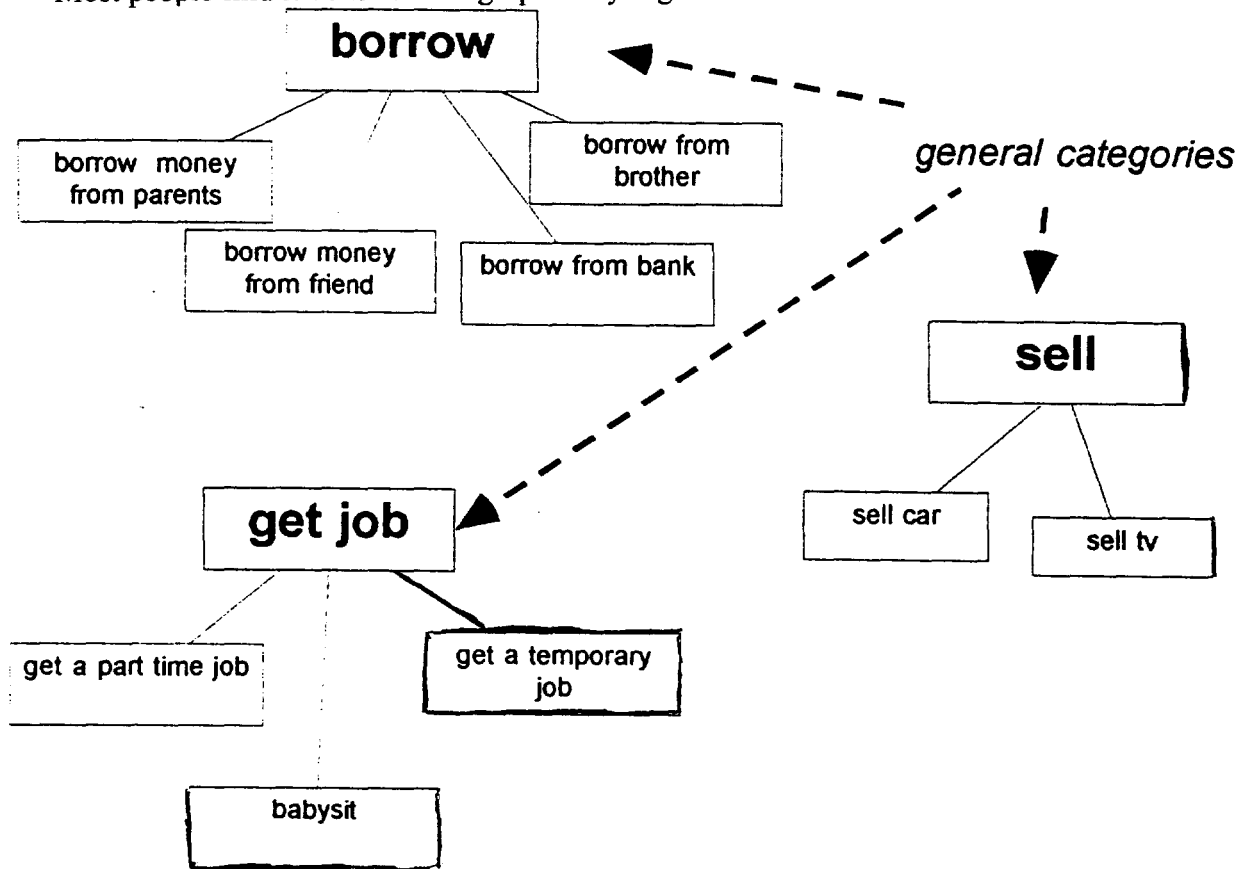 borrow
borrow money
from parents
borrow money
from friend
borrow from bank
borrow from
brother
general categories
sell
sell car
sell tv
get job
get a part time job
get a temporary
job
babysit